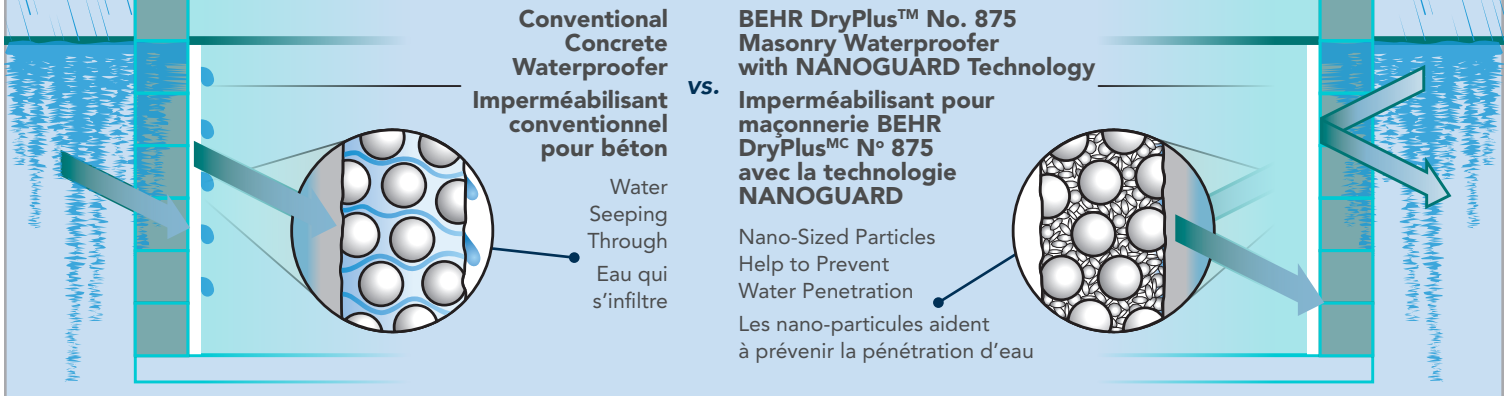 Conventional
Concrete
Waterproofer
Imperméabilisant
conventionnel
pour béton
Water
Seeping
Through
Eau qui
s’infiltre
vs.
BEHR DryPlus™ No. 875
Masonry Waterproofer
with NANOGUARD Technology
Imperméabilisant pour
maçonnerie BEHR
DryPlusᴹᶜ Nº 875
avec la technologie
NANOGUARD
Nano-Sized Particles
Help to Prevent
Water Penetration
Les nano-particules aident
à prévenir la pénétration d’eau